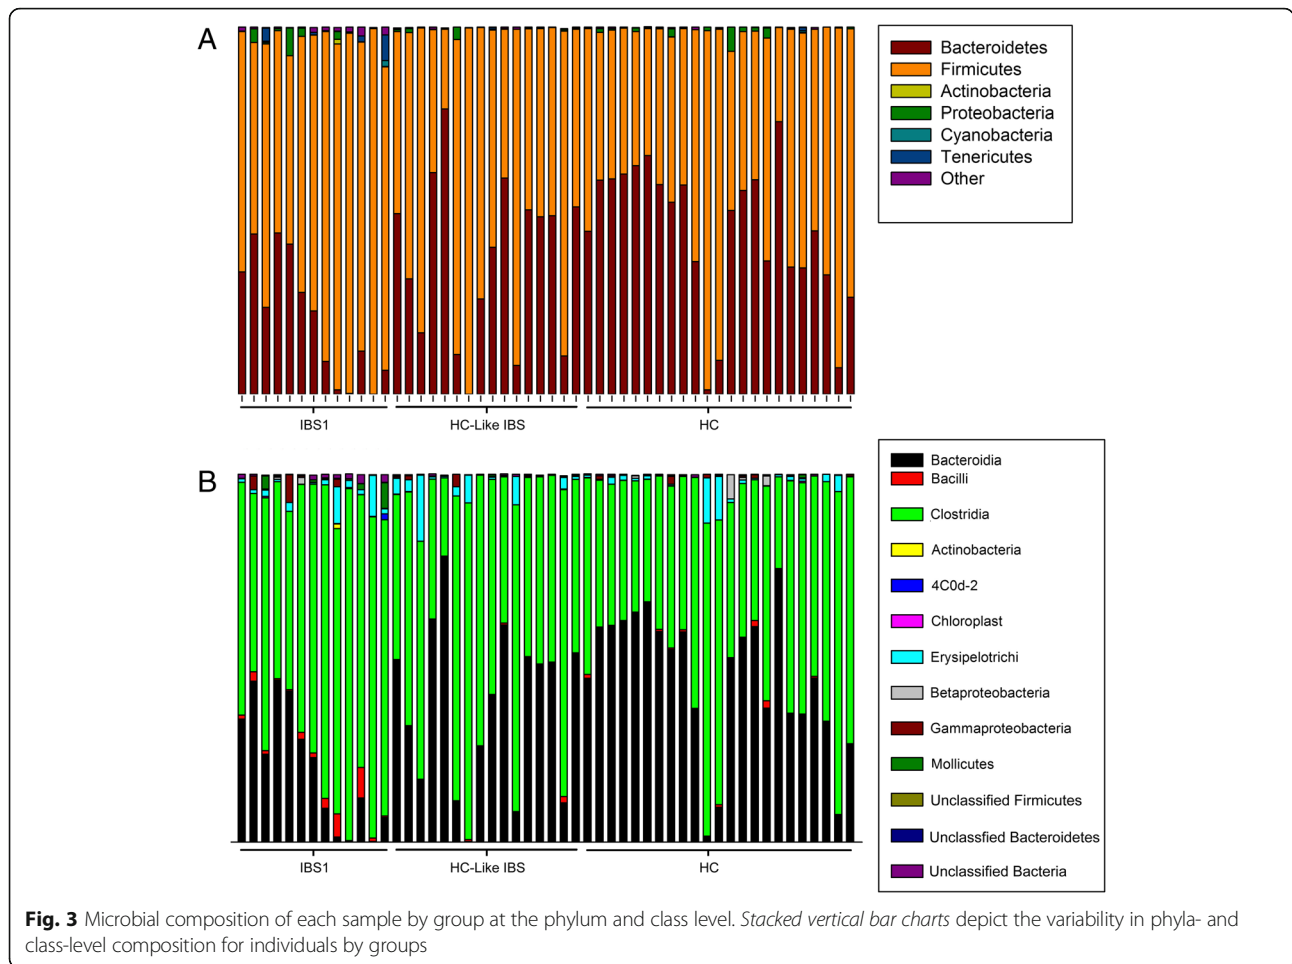 A
Bacteroidetes
Firmicutes
Actinobacteria
Proteobacteria
Cyanobacteria
Tenericutes
Other
IBS1
HC-Like IBS
HC
B
Bacteroidia
Bacilli
Clostridia
Actinobacteria
4C0d-2
Chloroplast
Erysipelotrichi
Betaproteobacteria
Gammaproteobacteria
Mollicutes
Unclassified Firmicutes
Unclassfied Bacteroidetes
Unclassified Bacteria
IBS1
HC-Like IBS
HC
Fig. 3 Microbial composition of each sample by group at the phylum and class level. Stacked vertical bar charts depict the variability in phyla- and
class-level composition for individuals by groups